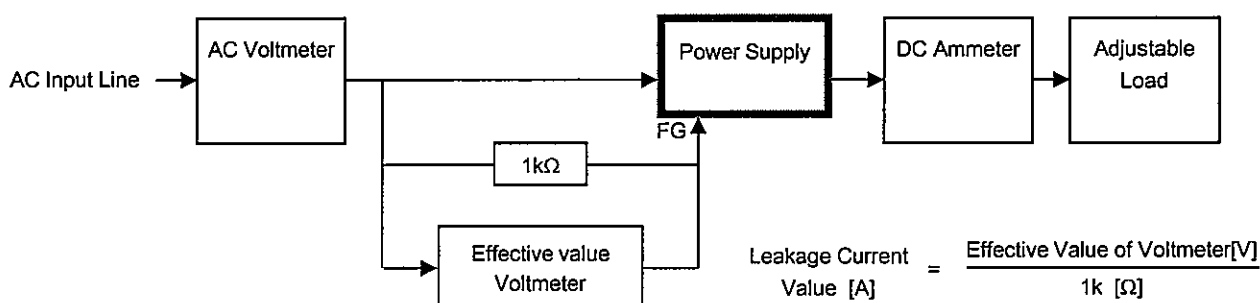 AC Input Line
AC Voltmeter
Power Supply
DC Ammeter
Adjustable
Load
FG
1kΩ
Effective value
Voltmeter
Leakage Current
Value [A]
=
Effective Value of Voltmeter[V]
1k [Ω]